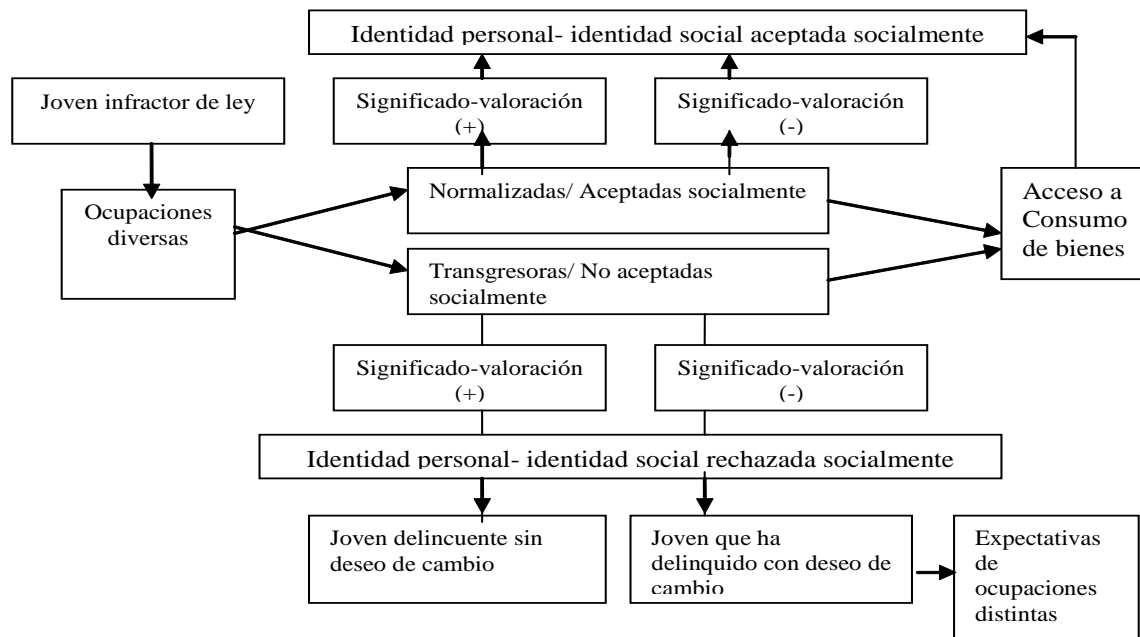 Identidad personal- identidad social aceptada socialmente
Joven infractor de ley
Significado-valoración
(+)
Significado-valoración
(-)
Ocupaciones
diversas
Normalizadas/ Aceptadas socialmente
Acceso a
Consumo
de bienes
Transgresoras/ No aceptadas
socialmente
Significado-valoración
(+)
Significado-valoración
(-)
Identidad personal- identidad social rechazada socialmente
Joven delincuente sin
deseo de cambio
Joven que ha
delinquido con deseo de
cambio
Expectativas
de
ocupaciones
distintas